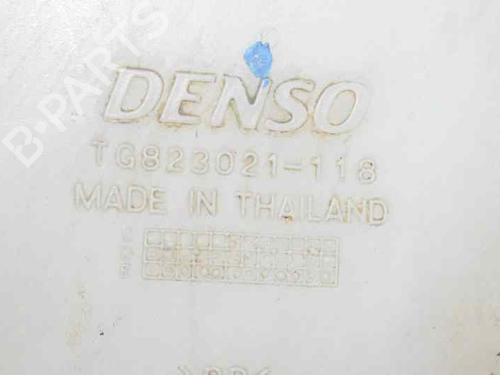 DENSO
TG823021-118
MADE IN THAILAND
B-PARTS